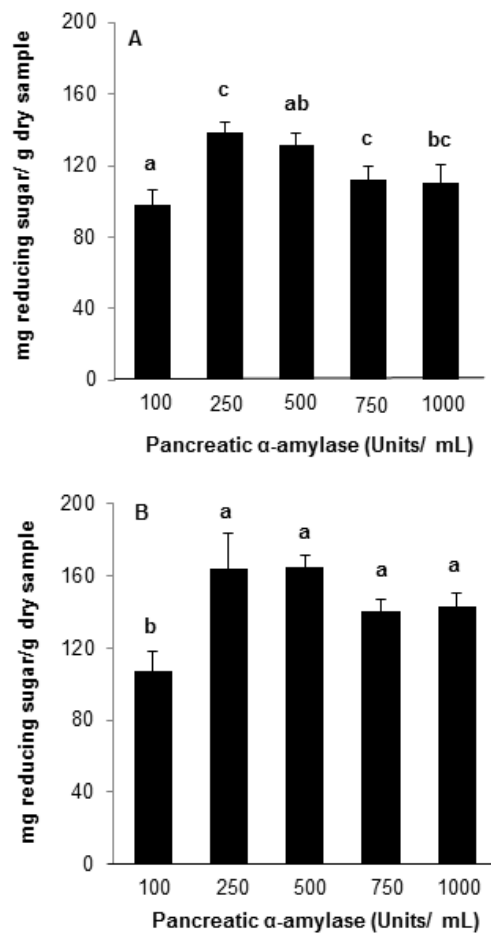 A
mg reducing sugar/ g dry sample
200
160
120
80
40
0
a
c
ab
c
bc
100 250 500 750 1000
Pancreatic α-amylase (Units/ mL)
B
mg reducing sugar/g dry sample
200
160
120
80
40
0
b
a
a
a
a
100 250 500 750 1000
Pancreatic α-amylase (Units/ mL)